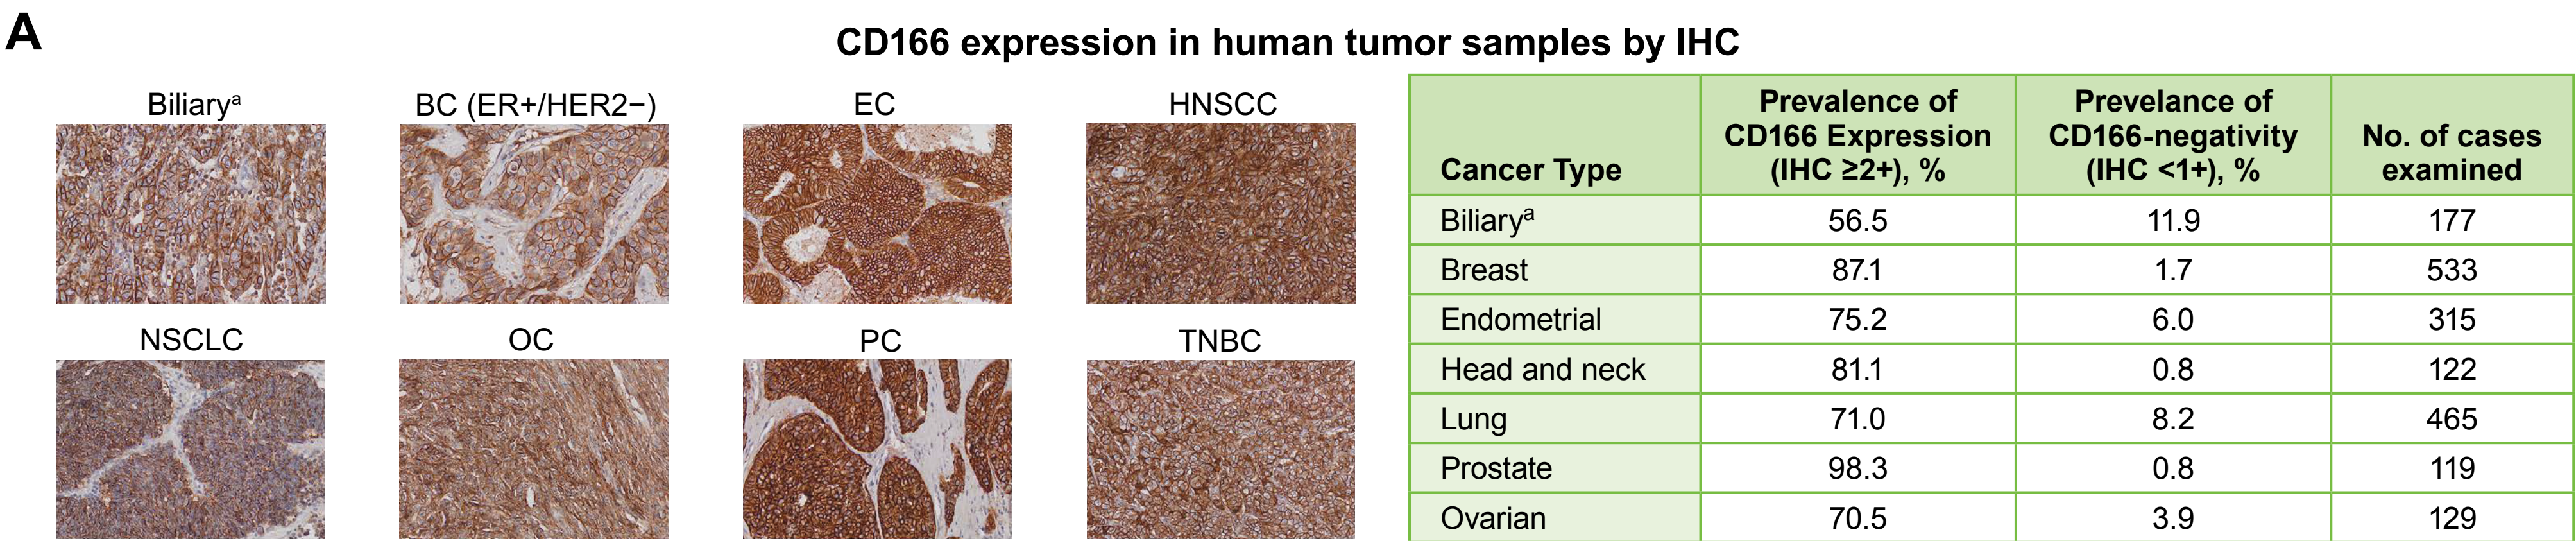 A
CD166 expression in human tumor samples by IHC
Biliaryᵃ
BC (ER+/HER2−)
EC
HNSCC
NSCLC
OC
PC
TNBC
Cancer Type
Prevalence of
CD166 Expression
(IHC ≥2+), %
Prevelance of
CD166-negativity
(IHC <1+), %
No. of cases
examined
Biliaryᵃ 56.5 11.9 177
Breast 87.1 1.7 533
Endometrial 75.2 6.0 315
Head and neck 81.1 0.8 122
Lung 71.0 8.2 465
Prostate 98.3 0.8 119
Ovarian 70.5 3.9 129